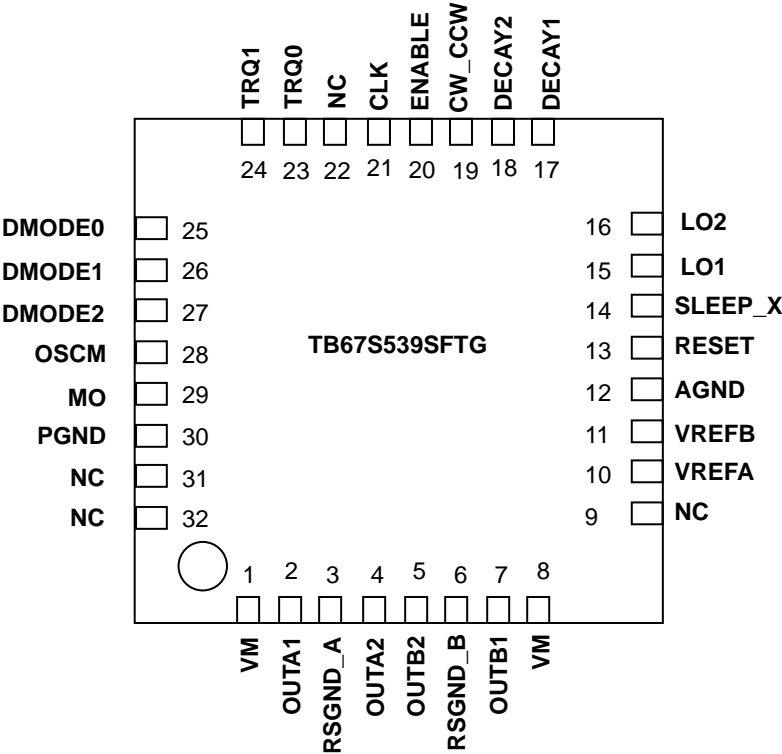 TRQ1
TRQ0
NC
CLK
ENABLE
CW_CCW
DECAY2
DECAY1
24 23 22 21 20 19 18 17
DMODE0 25
DMODE1 26
DMODE2 27
OSCM 28
MO 29
PGND 30
NC 31
NC 32
TB67S539SFTG
16 LO2
15 LO1
14 SLEEP_X
13 RESET
12 AGND
11 VREFB
10 VREFA
9 NC
1 2 3 4 5 6 7 8
VM
OUTA1
RSGND_A
OUTA2
OUTB2
RSGND_B
OUTB1
VM